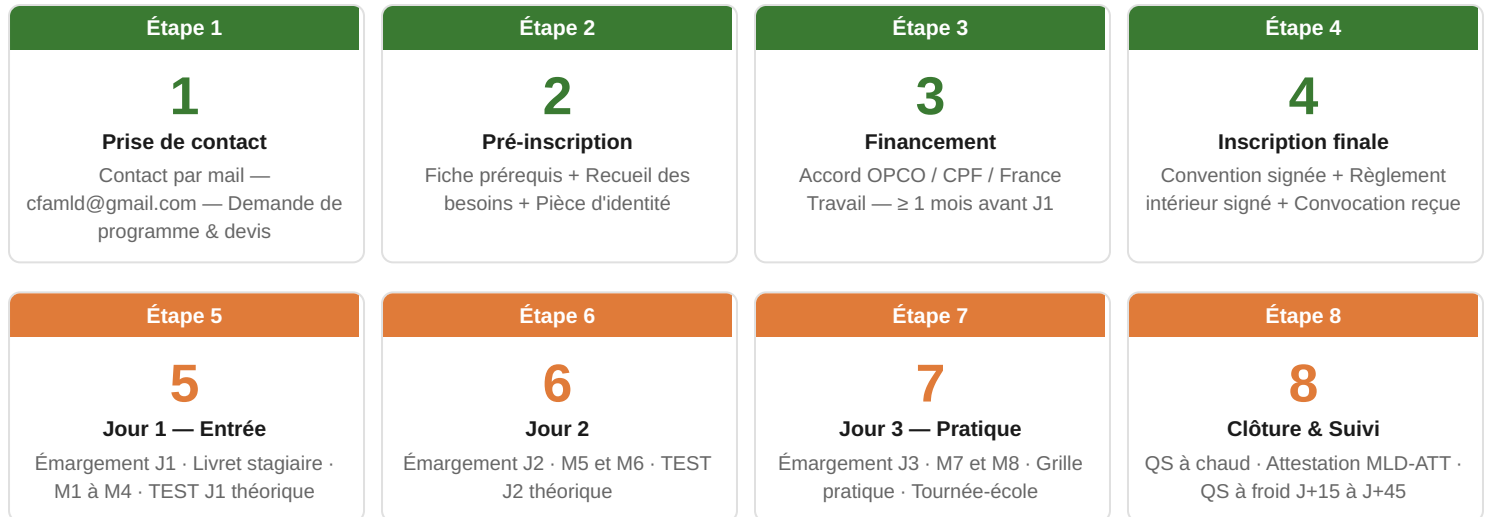 Étape 1
1
Prise de contact
Contact par mail —
cfamld@gmail.com — Demande de
programme & devis
Étape 2
2
Pré-inscription
Fiche prérequis + Recueil des
besoins + Pièce d'identité
Étape 3
3
Financement
Accord OPCO / CPF / France
Travail — ≥ 1 mois avant J1
Étape 4
4
Inscription finale
Convention signée + Règlement
intérieur signé + Convocation reçue
Étape 5
5
Jour 1 — Entrée
Émargement J1 · Livret stagiaire ·
M1 à M4 · TEST J1 théorique
Étape 6
6
Jour 2
Émargement J2 · M5 et M6 · TEST
J2 théorique
Étape 7
7
Jour 3 — Pratique
Émargement J3 · M7 et M8 · Grille
pratique · Tournée-école
Étape 8
8
Clôture & Suivi
QS à chaud · Attestation MLD-ATT ·
QS à froid J+15 à J+45